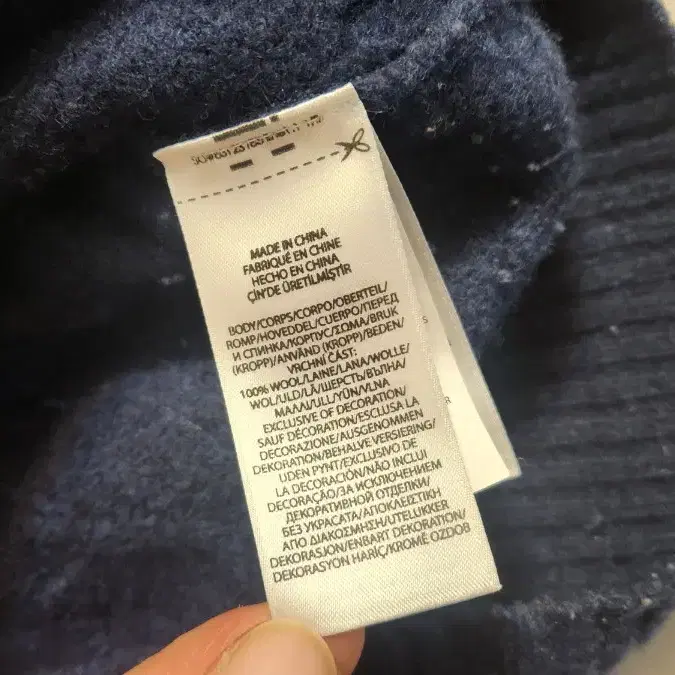 MADE IN CHINA
FABRIQUÉ EN CHINE
HECHO EN CHINA
ÇİN'DE ÜRETİLMİŞTİR
BODY/CORPS/CORPO/OBERTEIL/
ROMP/HOVEDDEL/CUERPO/ПЕРЕД
И СПИНКА/КОРПУС/ΣΩΜΑ/BRUK
(KROPP)/ANVÄND (KROPP)/BEDEN/
VRCHNÍ ČÁST:
100% WOOL/LAINE/LANA/WOLLE/
WOL/ULD/LÃ/ШЕРСТЬ/ВЪЛНА/
ΜΑΛΛΙ/ULL/YÜN/VLNA
EXCLUSIVE OF DECORATION/
SAUF DÉCORATION/ESCLUSA LA
DECORAZIONE/AUSGENOMMEN
DEKORATION/BEHALVE VERSIERING/
UDEN PYNT/EXCLUSIVO DE
LA DECORACIÓN/NÃO INCLUI
DECORAÇÃO/ЗА ИСКЛЮЧЕНИЕМ
ДЕКОРАТИВНОЙ ОТДЕЛКИ/
БЕЗ УКРАСАТА/ΑΠΟΚΛΕΙΣΤΙΚΗ
ΑΠΟ ΔΙΑΚΟΣΜΗΣΗ/UTELUKKER
DEKORASJON/ENBART DEKORATION/
DEKORASYON HARİÇ/KROMĚ OZDOB